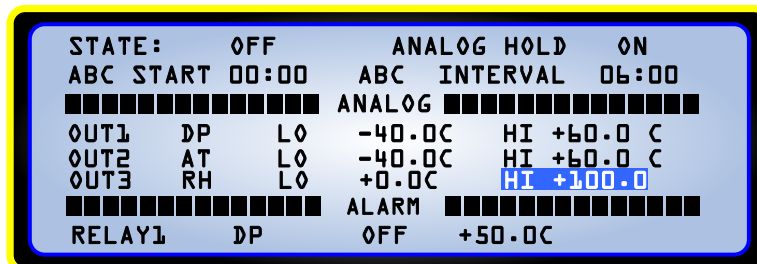 STATE: OFF ANALOG HOLD ON
ABC START 00:00 ABC INTERVAL 06:00
ANALOG
OUT1 DP LO -40.0C HI +60.0 C
OUT2 AT LO -40.0C HI +60.0 C
OUT3 RH LO +0.0C HI +100.0
ALARM
RELAY1 DP OFF +50.0C